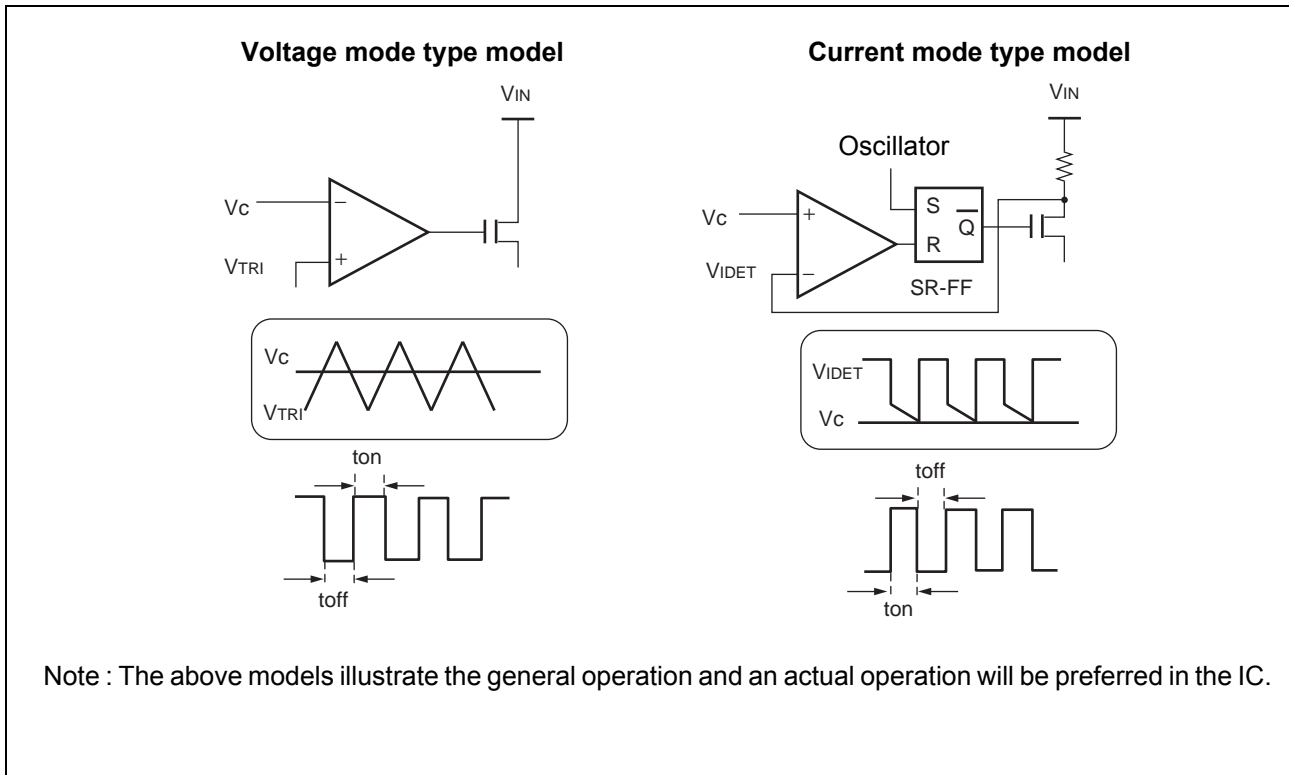 Voltage mode type model
VIN
Vc
−
VTRI
+
Vc
VTRI
ton
toff
Current mode type model
VIN
Oscillator
Vc
+
S
Q
R
VIDET
−
SR-FF
VIDET
Vc
toff
ton
Note : The above models illustrate the general operation and an actual operation will be preferred in the IC.